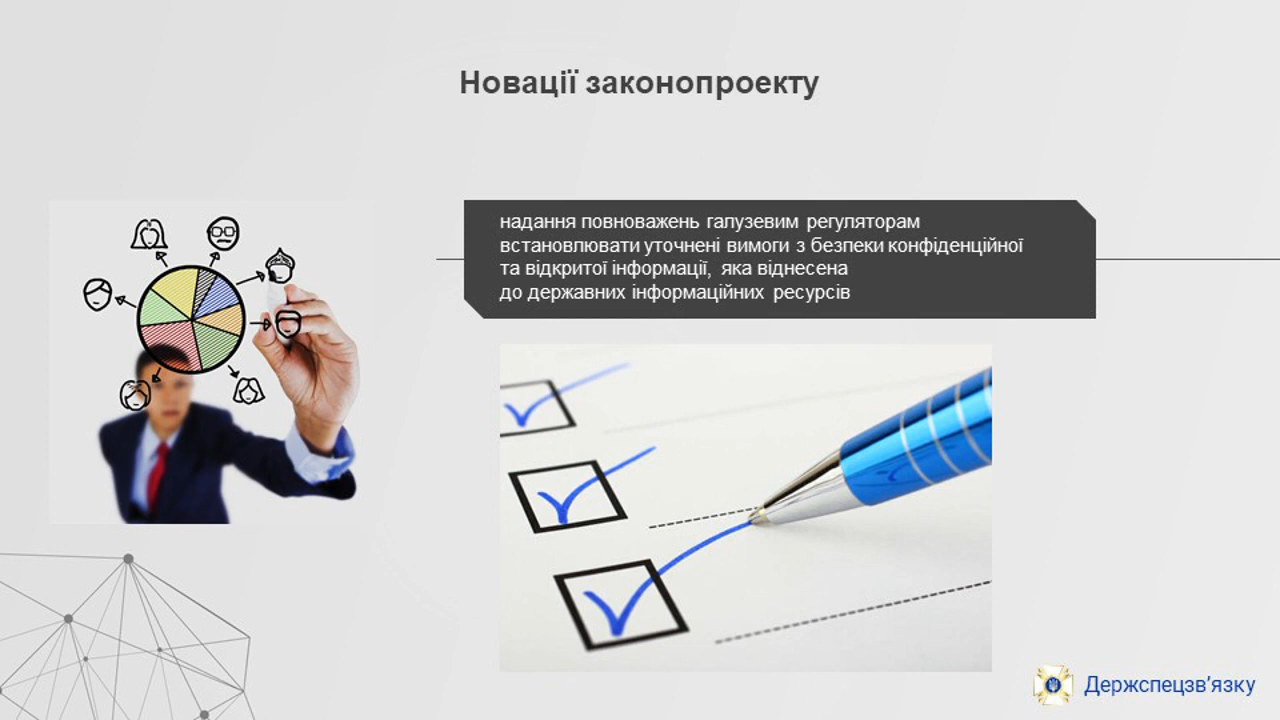 Новації законопроекту
надання повноважень галузевим регуляторам
встановлювати уточнені вимоги з безпеки конфіденційної
та відкритої інформації, яка віднесена
до державних інформаційних ресурсів
Держспецзв’язку